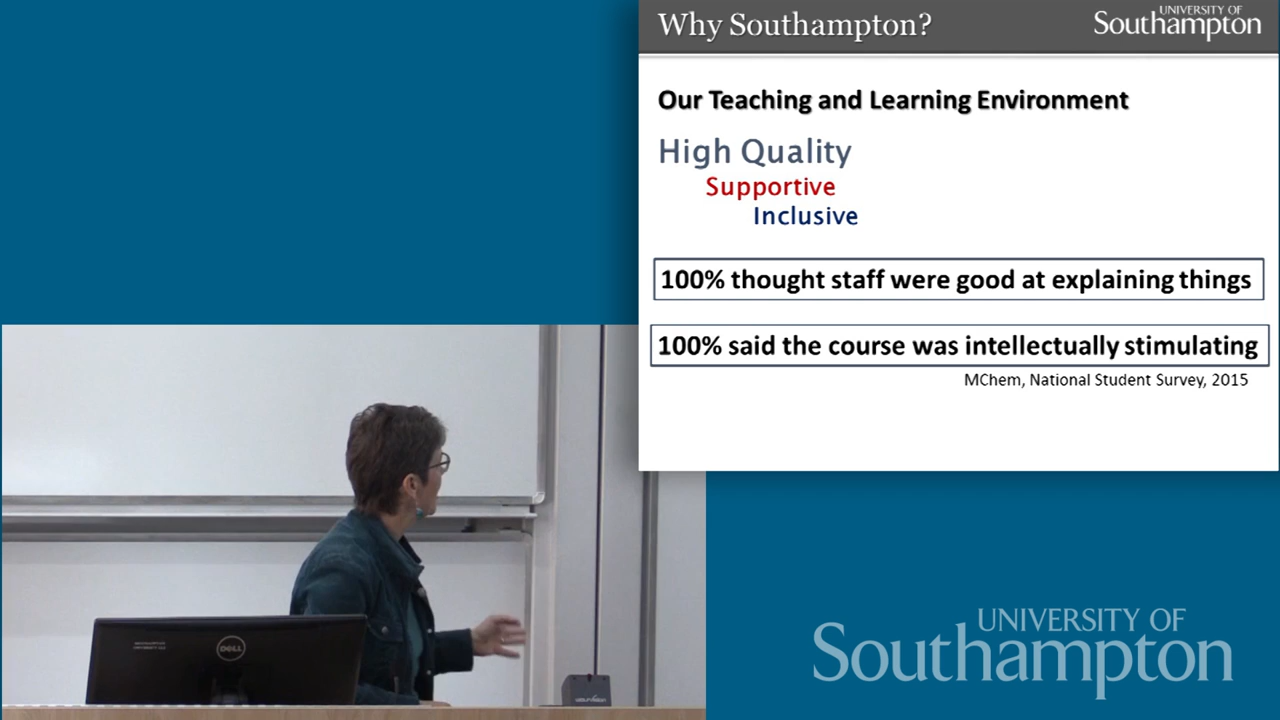 Why Southampton?
UNIVERSITY OF
Southampton
Our Teaching and Learning Environment
High Quality
Supportive
Inclusive
100% thought staff were good at explaining things
100% said the course was intellectually stimulating
MChem, National Student Survey, 2015
DELL
UNIVERSITY OF
Southampton